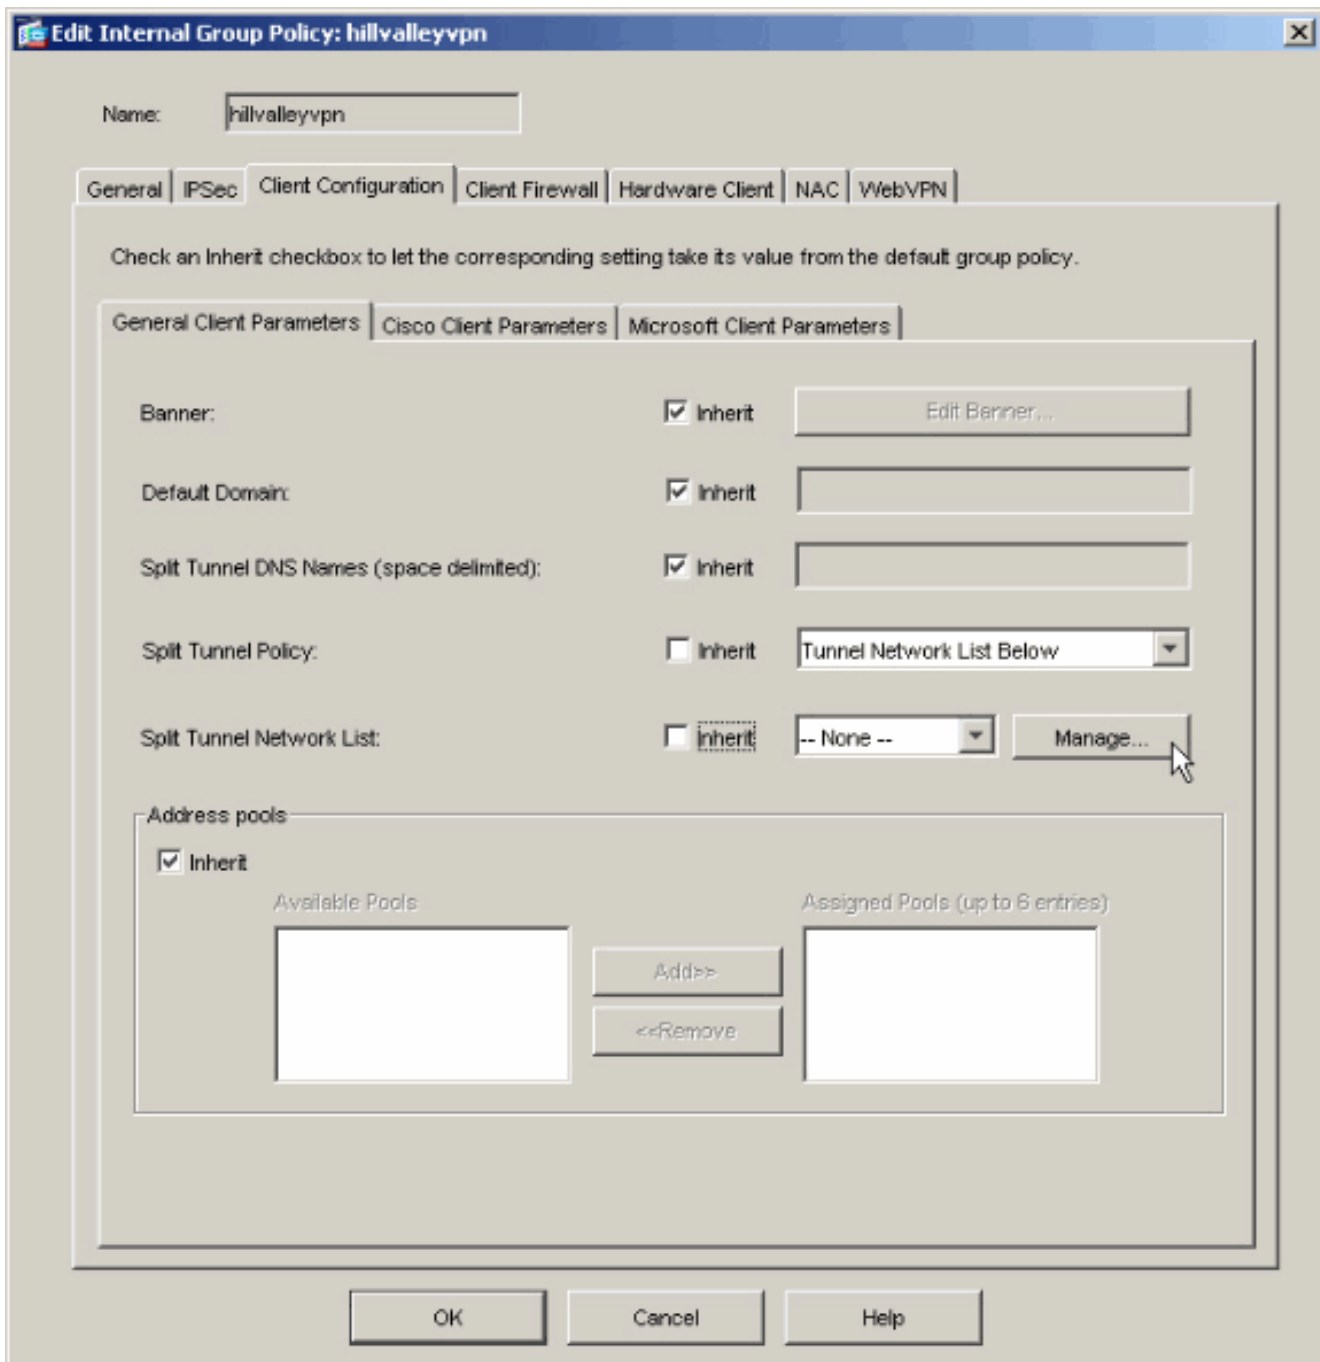 Edit Internal Group Policy: hillvalleyvpn
Name: hillvalleyvpn
General IPSec Client Configuration Client Firewall Hardware Client NAC WebVPN
Check an Inherit checkbox to let the corresponding setting take its value from the default group policy.
General Client Parameters Cisco Client Parameters Microsoft Client Parameters
Banner: Inherit Edit Banner...
Default Domain: Inherit
Split Tunnel DNS Names (space delimited): Inherit
Split Tunnel Policy: Inherit Tunnel Network List Below
Split Tunnel Network List: Inherit -- None -- Manage...
Address pools
Inherit
Available Pools Assigned Pools (up to 6 entries)
Add>>
<<Remove
OK Cancel Help